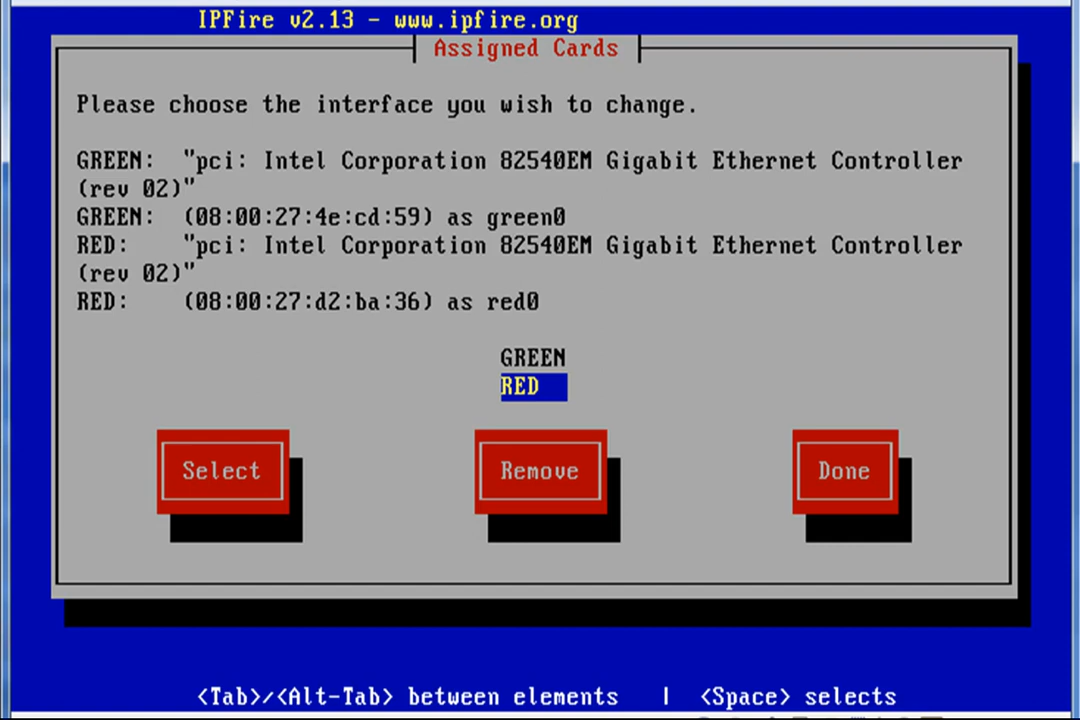 IPFire v2.13 - www.ipfire.org
Assigned Cards
Please choose the interface you wish to change.
GREEN: "pci: Intel Corporation 82540EM Gigabit Ethernet Controller
(rev 02)"
GREEN: (08:00:27:4e:cd:59) as green0
RED: "pci: Intel Corporation 82540EM Gigabit Ethernet Controller
(rev 02)"
RED: (08:00:27:d2:ba:36) as red0
GREEN
RED
Select Remove Done
<Tab>/<Alt-Tab> between elements | <Space> selects